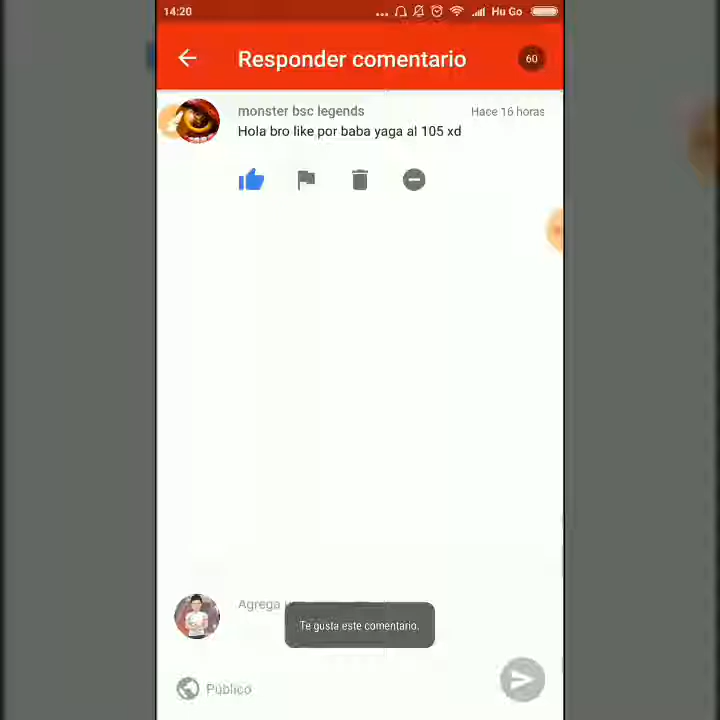 14:20 ... Hu Go
Responder comentario 60
monster bsc legends Hace 16 horas
Hola bro like por baba yaga al 105 xd
Agrega
Te gusta este comentario.
Público